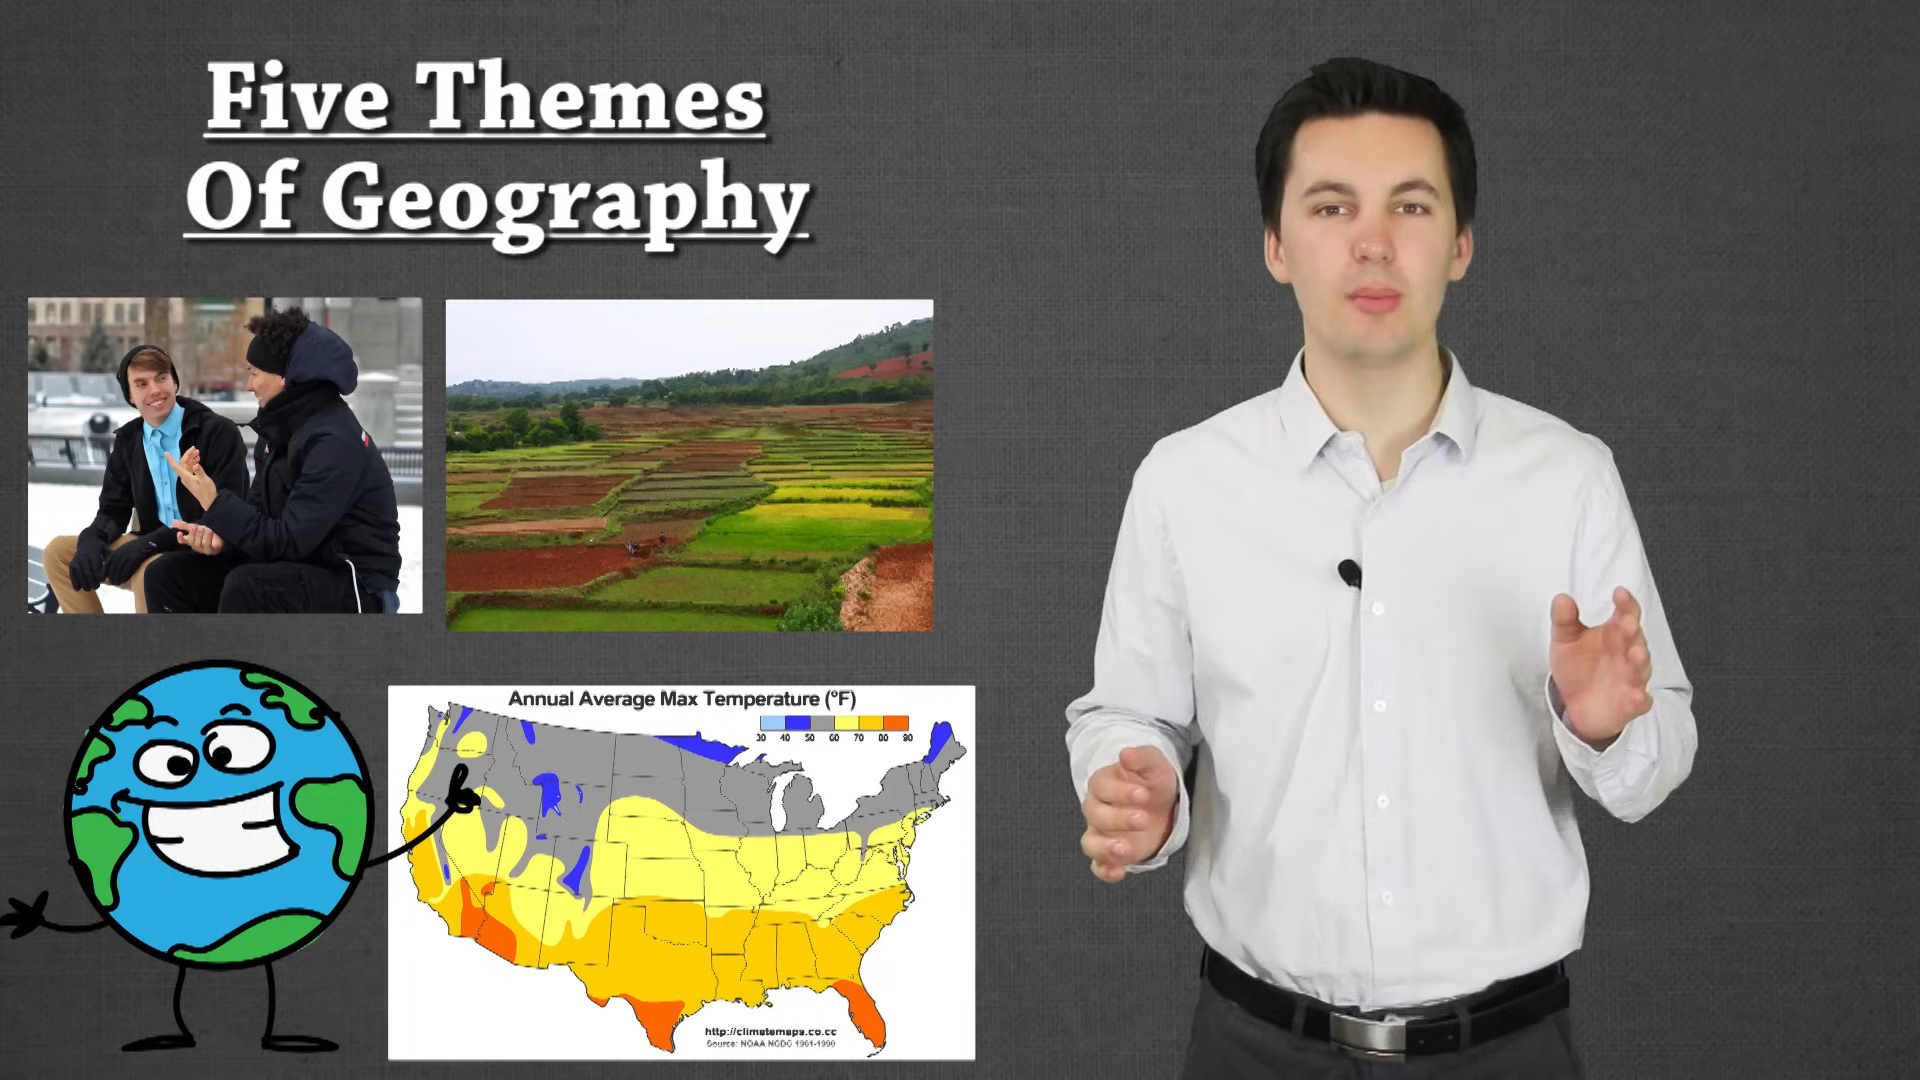 Five Themes
Of Geography
Annual Average Max Temperature (°F)
30 40 50 60 70 80 90
http://climatemaps.co.cc
Source: NOAA NCDC 1961-1990